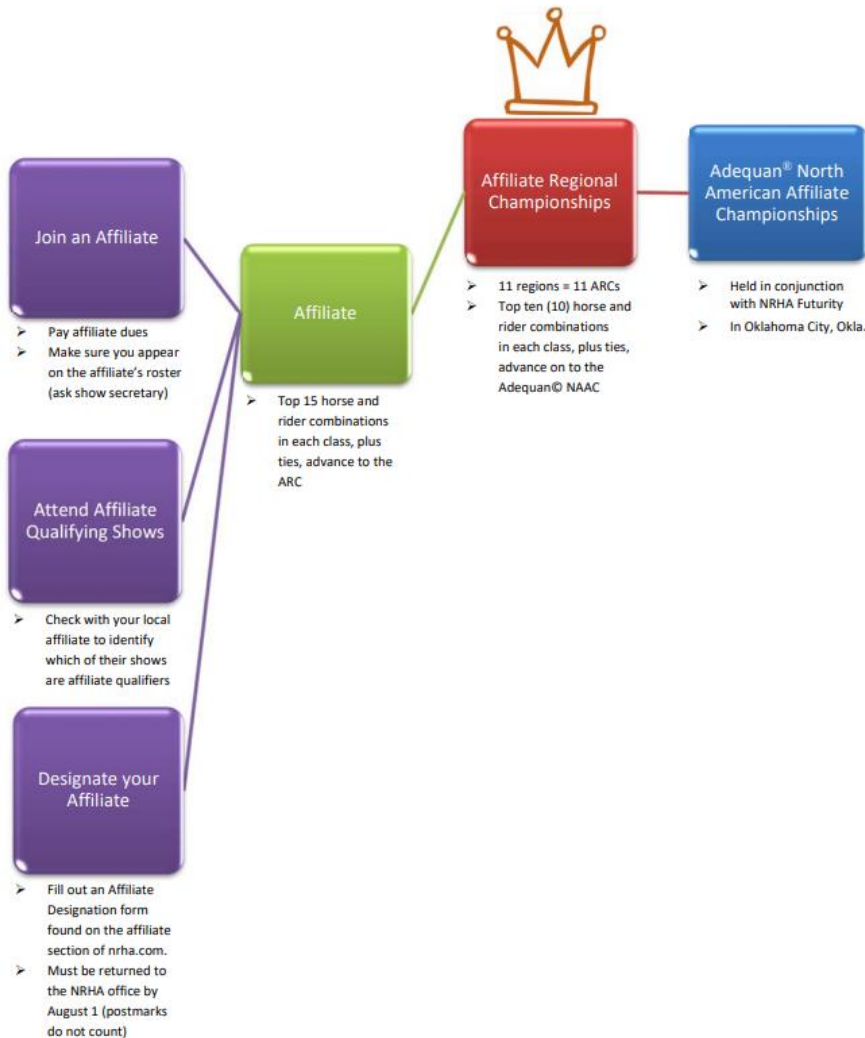 Join an Affiliate
➢ Pay affiliate dues
➢ Make sure you appear
on the affiliate's roster
(ask show secretary)
Attend Affiliate
Qualifying Shows
➢ Check with your local
affiliate to identify
which of their shows
are affiliate qualifiers
Designate your
Affiliate
➢ Fill out an Affiliate
Designation form
found on the affiliate
section of nrha.com.
➢ Must be returned to
the NRHA office by
August 1 (postmarks
do not count)
Affiliate
➢ Top 15 horse and
rider combinations
in each class, plus
ties, advance to the
ARC
Affiliate Regional
Championships
➢ 11 regions = 11 ARCs
➢ Top ten (10) horse and
rider combinations
in each class, plus ties,
advance on to the
Adequan© NAAC
Adequan® North
American Affiliate
Championships
➢ Held in conjunction
with NRHA Futurity
➢ In Oklahoma City, Okla.